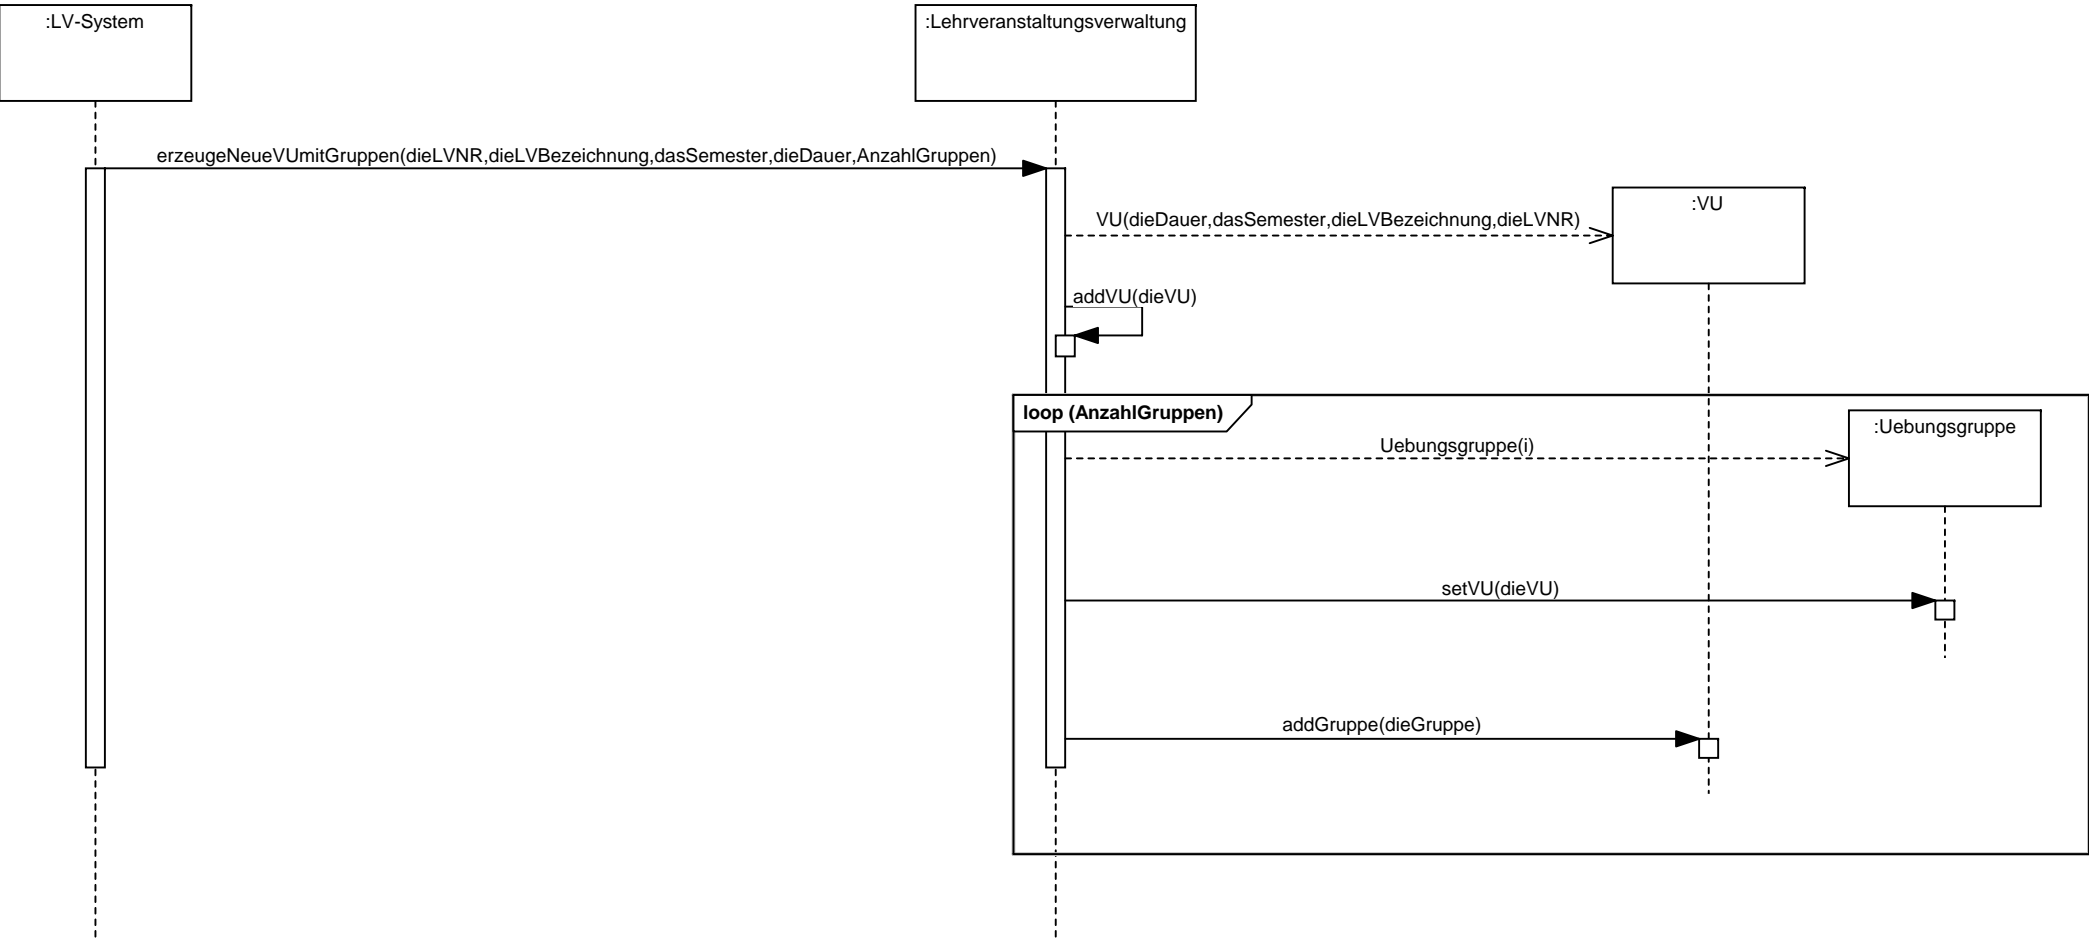 :LV-System
:Lehrveranstaltungsverwaltung
erzeugeNeueVUmitGruppen(dieLVNR,dieLVBezeichnung,dasSemester,dieDauer,AnzahlGruppen)
:VU
VU(dieDauer,dasSemester,dieLVBezeichnung,dieLVNR)
addVU(dieVU)
loop (AnzahlGruppen)
:Uebungsgruppe
Uebungsgruppe(i)
setVU(dieVU)
addGruppe(dieGruppe)